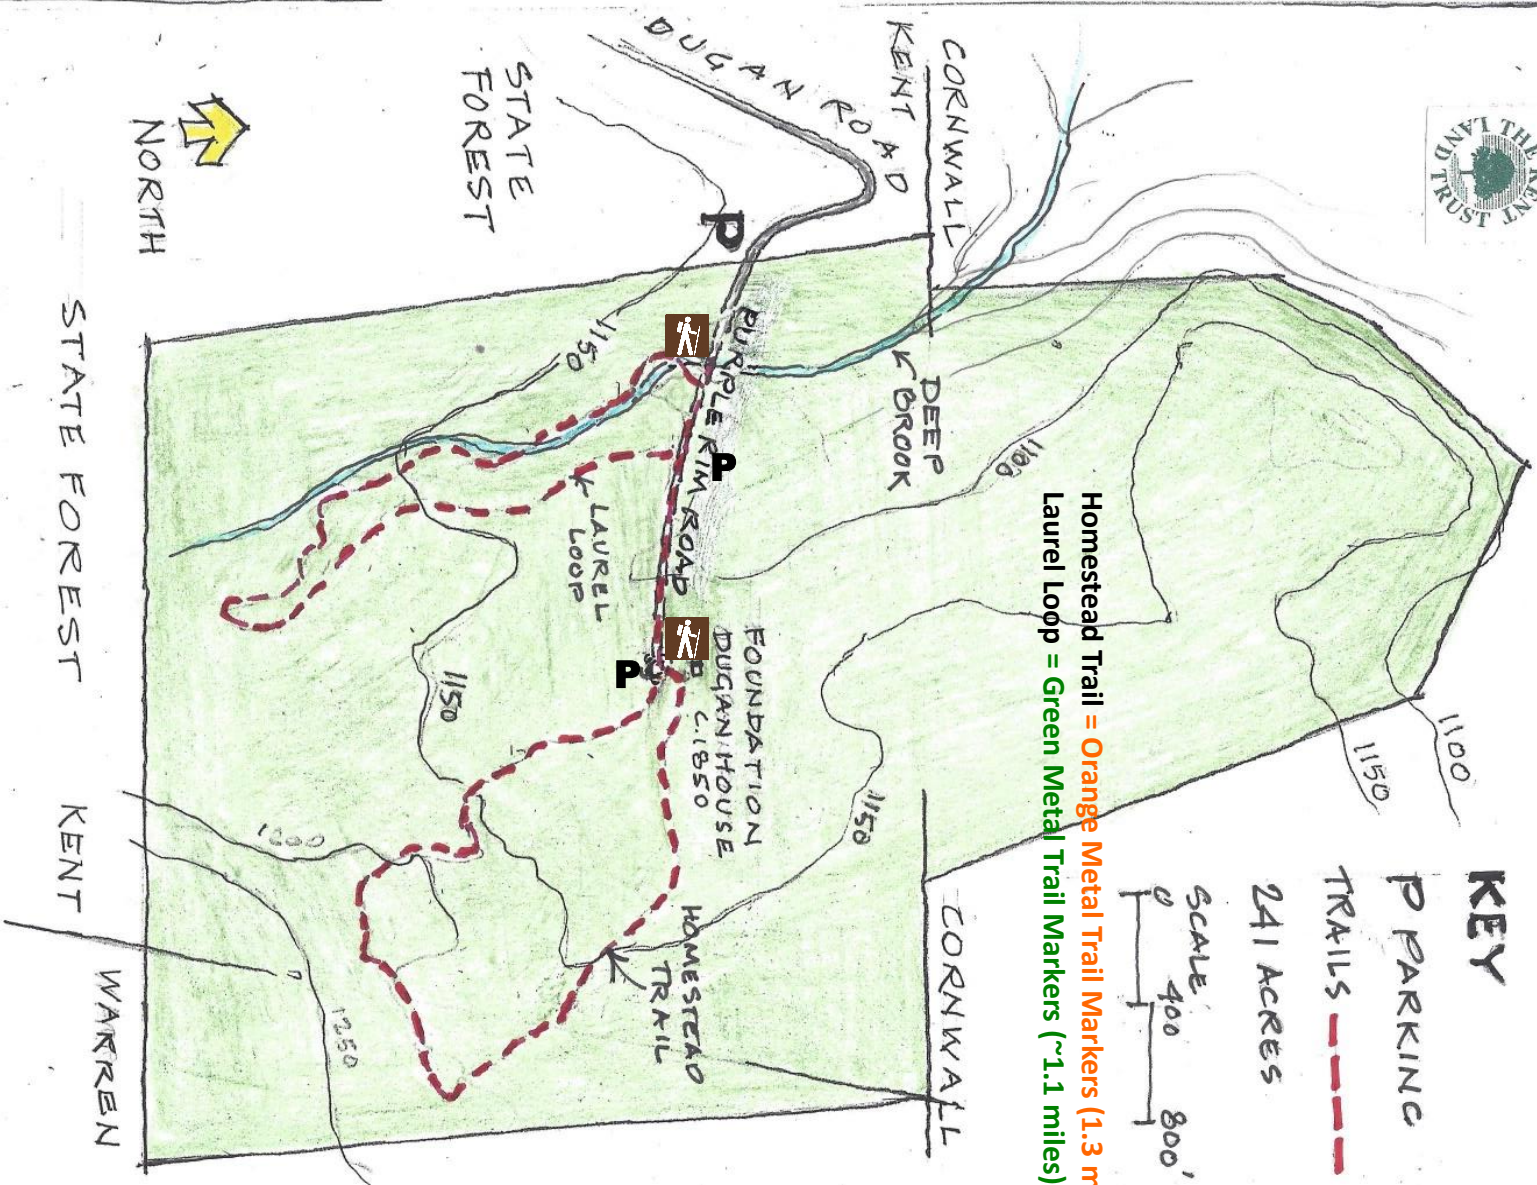 THE KENT
LAND TRUST
DUGAN ROAD
KENT
CORNWALL
STATE
FOREST
NORTH
P
PURPLE RIM ROAD
1150
DEEP
BROOK
1100
P
LAUREL
LOOP
STATE FOREST
P
FOUNDATION
DUGAN HOUSE
C.1850
1150
1150
Homestead Trail = Orange Metal Trail Markers (1.3 m
Laurel Loop = Green Metal Trail Markers (~1.1 miles)
1100
1150
KEY
P PARKING
TRAILS
241 ACRES
SCALE
0 400 800'
HOMESTEAD
TRAIL
CORNWALL
KENT
WARREN
1200
1250